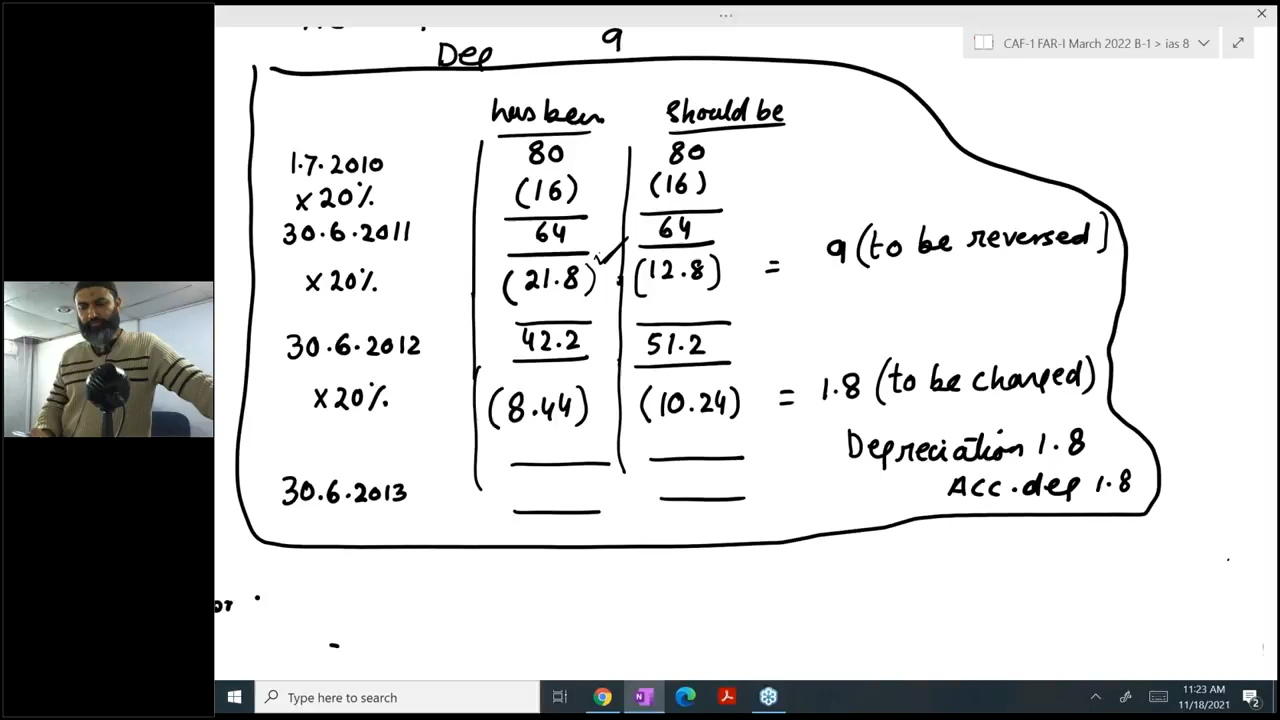 CAF-1 FAR-I March 2022 B-1 > ias 8
Dep 9
has been should be
1.7.2010 80 80
x 20% (16) (16)
30.6.2011 64 64
x 20% (21.8) (12.8) = 9 (to be reversed)
30.6.2012 42.2 51.2
x 20% (8.44) (10.24) = 1.8 (to be charged)
Depreciation 1.8
30.6.2013 Acc.dep 1.8
or
Type here to search
11:23 AM
11/18/2021
2